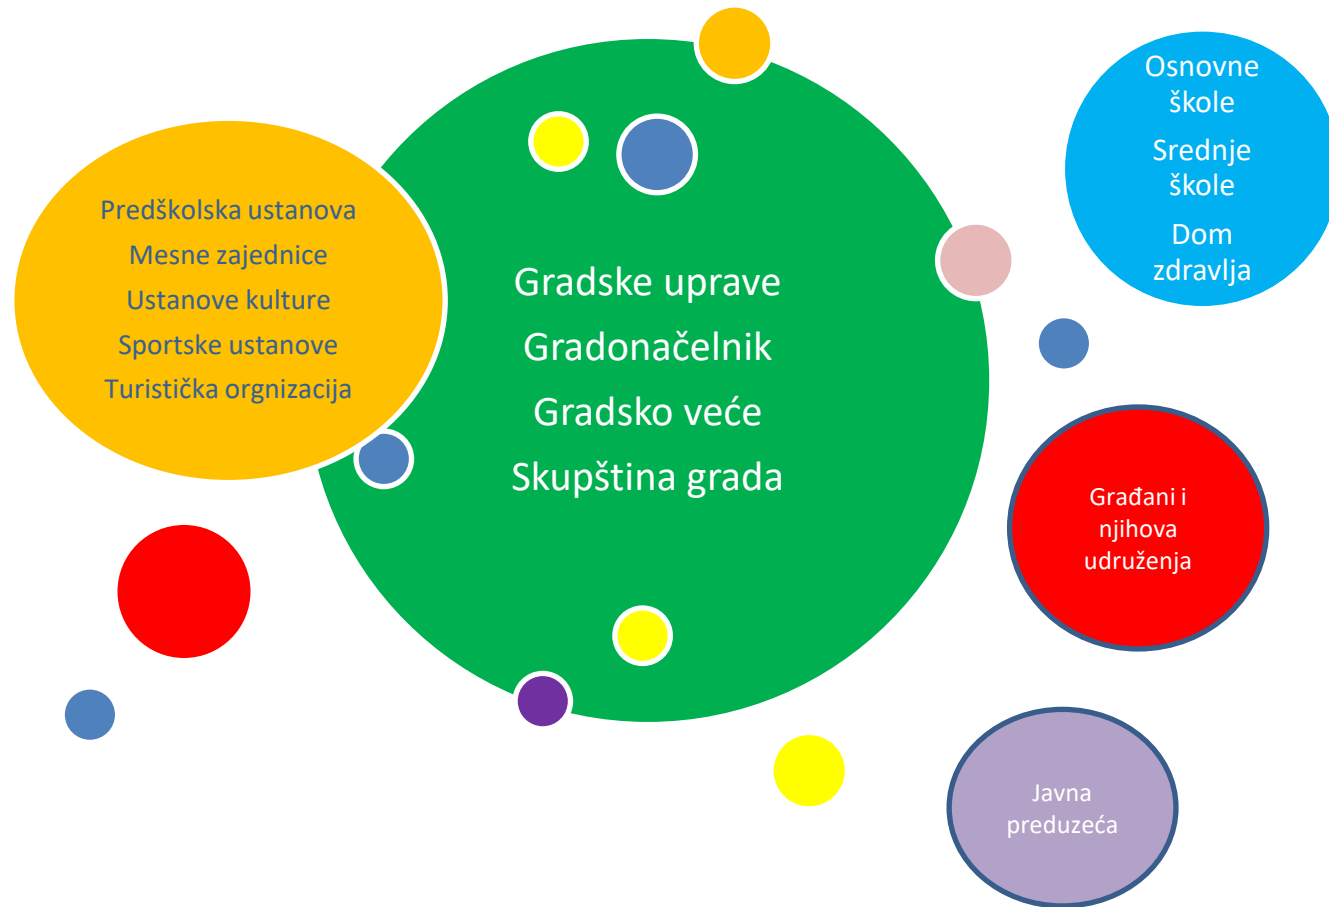 Predškolska ustanova
Mesne zajednice
Ustanove kulture
Sportske ustanove
Turistička orgnizacija
Gradske uprave
Gradonačelnik
Gradsko veće
Skupština grada
Osnovne
škole
Srednje
škole
Dom
zdravlja
Građani i
njihova
udruženja
Javna
preduzeća